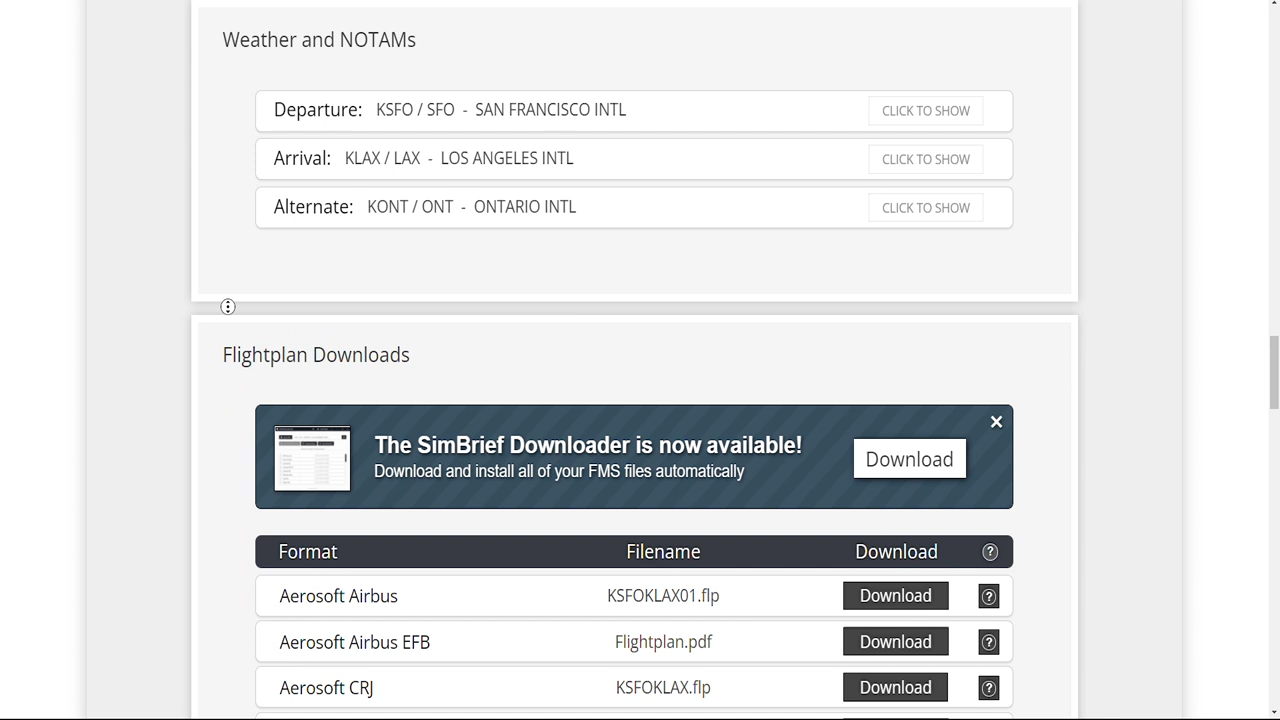 Weather and NOTAMs
Departure: KSFO / SFO - SAN FRANCISCO INTL CLICK TO SHOW
Arrival: KLAX / LAX - LOS ANGELES INTL CLICK TO SHOW
Alternate: KONT / ONT - ONTARIO INTL CLICK TO SHOW
Flightplan Downloads
The SimBrief Downloader is now available!
Download and install all of your FMS files automatically
Download
Format Filename Download ?
Aerosoft Airbus KSFOKLAX01.flp Download ?
Aerosoft Airbus EFB Flightplan.pdf Download ?
Aerosoft CRJ KSFOKLAX.flp Download ?